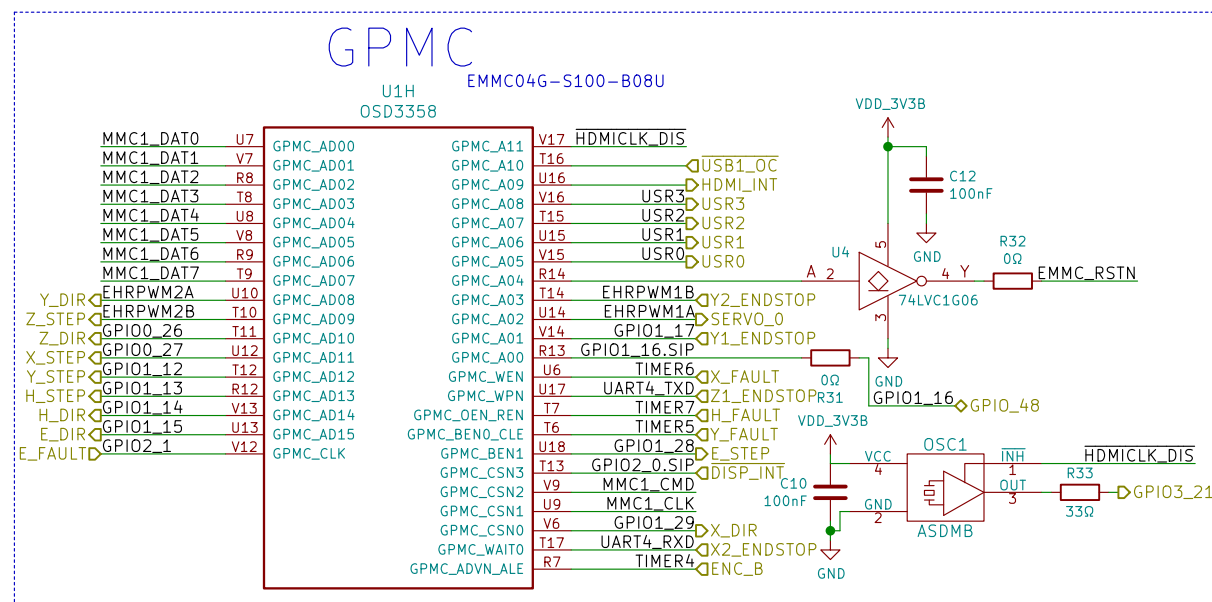 GPMC
EMMC04G-S100-B08U
U1H
OSD3358
MMC1_DAT0 U7 GPMC_AD00 GPMC_A11 V17 HDMICLK_DIS
MMC1_DAT1 V7 GPMC_AD01 GPMC_A10 T16 USB1_OC
MMC1_DAT2 R8 GPMC_AD02 GPMC_A09 U16 HDMI_INT
MMC1_DAT3 T8 GPMC_AD03 GPMC_A08 V16 USR3 USR3
MMC1_DAT4 U8 GPMC_AD04 GPMC_A07 T15 USR2 USR2
MMC1_DAT5 V8 GPMC_AD05 GPMC_A06 U15 USR1 USR1
MMC1_DAT6 R9 GPMC_AD06 GPMC_A05 V15 USR0 USR0
MMC1_DAT7 T9 GPMC_AD07 GPMC_A04 R14
Y_DIR EHRPWM2A U10 GPMC_AD08 GPMC_A03 T14 EHRPWM1B Y2_ENDSTOP
Z_STEP EHRPWM2B T10 GPMC_AD09 GPMC_A02 U14 EHRPWM1A SERVO_0
Z_DIR GPIO0_26 T11 GPMC_AD10 GPMC_A01 V14 GPIO1_17 Y1_ENDSTOP
X_STEP GPIO0_27 U12 GPMC_AD11 GPMC_A00 R13 GPIO1_16.SIP
Y_STEP GPIO1_12 T12 GPMC_AD12 GPMC_WEN U6 TIMER6 X_FAULT
H_STEP GPIO1_13 R12 GPMC_AD13 GPMC_WPN U17 UART4_TXD Z1_ENDSTOP
H_DIR GPIO1_14 V13 GPMC_AD14 GPMC_OEN_REN T7 TIMER7 H_FAULT
E_DIR GPIO1_15 U13 GPMC_AD15 GPMC_BEN0_CLE T6 TIMER5 Y_FAULT
E_FAULT GPIO2_1 V12 GPMC_CLK GPMC_BEN1 U18 GPIO1_28 E_STEP
GPMC_CSN3 T13 GPIO2_0.SIP DISP_INT
GPMC_CSN2 V9 MMC1_CMD
GPMC_CSN1 U9 MMC1_CLK
GPMC_CSN0 V6 GPIO1_29 X_DIR
GPMC_WAIT0 T17 UART4_RXD X2_ENDSTOP
GPMC_ADVN_ALE R7 TIMER4 ENC_B
VDD_3V3B
C12
100nF
GND
5
U4
A 2
4 Y
74LVC1G06
3
GND
R32
0Ω
EMMC_RSTN
0Ω
R31
GPIO1_16 GPIO_48
VDD_3V3B
C10
100nF
GND
OSC1
VCC
4
GND
2
INH
1
OUT
3
ASDMB
HDMICLK_DIS
R33
33Ω
GPIO3_21